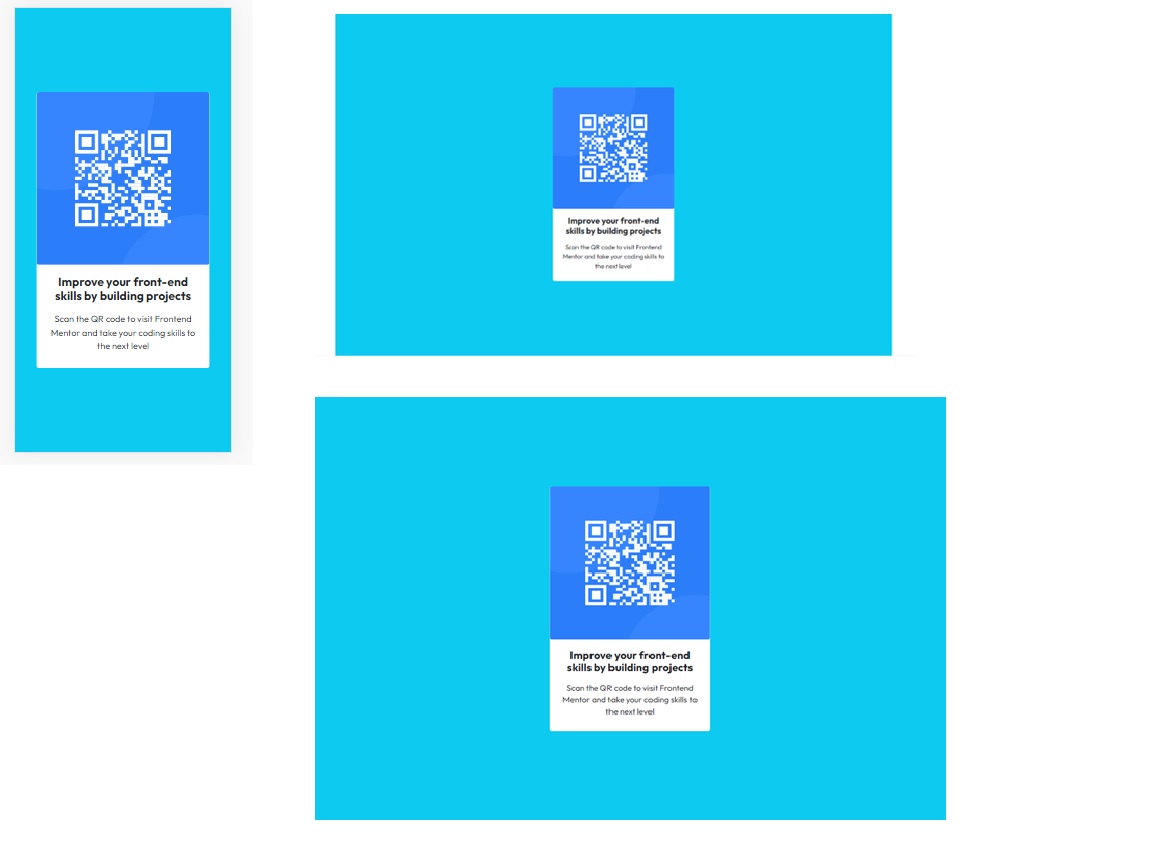 Improve your front-end
skills by building projects
Scan the QR code to visit Frontend
Mentor and take your coding skills to
the next level
Improve your front-end
skills by building projects
Scan the QR code to visit Frontend
Mentor and take your coding skills to
the next level
Improve your front-end
skills by building projects
Scan the QR code to visit Frontend
Mentor and take your coding skills to
the next level